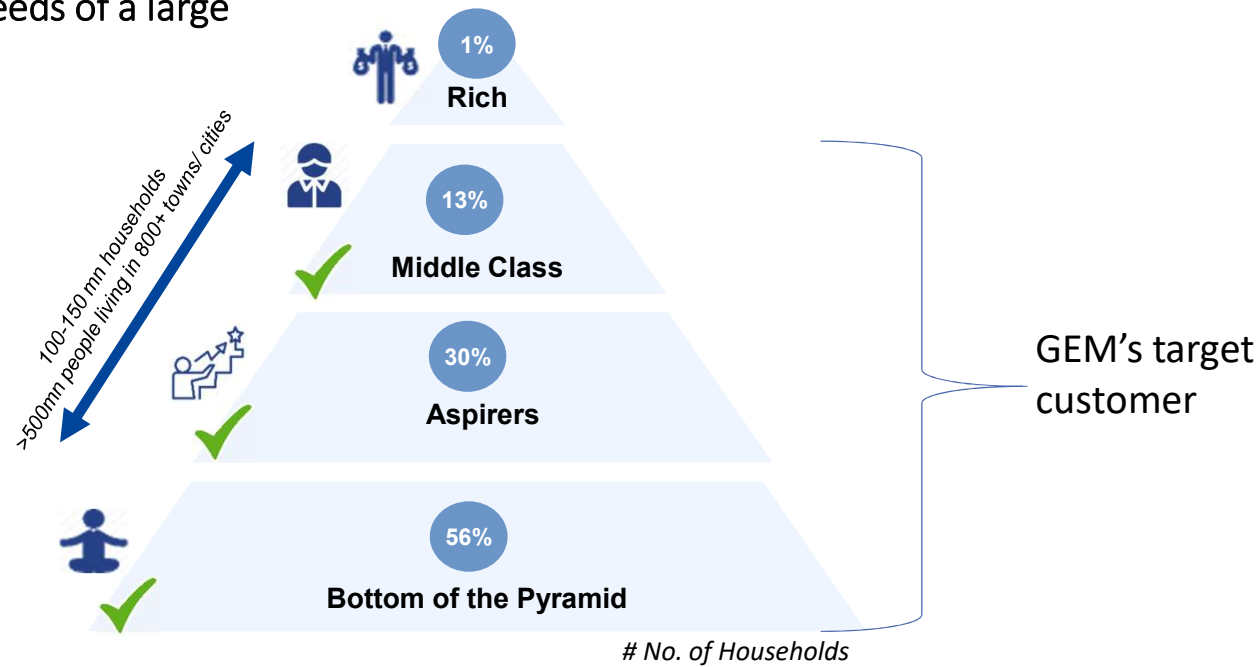 eeds of a large
1%
Rich
13%
Middle Class
100-150 mn households
>500mn people living in 800+ towns/ cities
30%
Aspirers
GEM’s target
customer
56%
Bottom of the Pyramid
# No. of Households